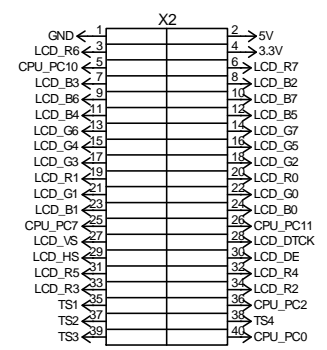 X2
GND 1 2 5V
LCD_R6 3 4 3.3V
CPU_PC10 5 6 LCD_R7
LCD_B3 7 8 LCD_B2
LCD_B6 9 10 LCD_B7
LCD_B4 11 12 LCD_B5
LCD_G6 13 14 LCD_G7
LCD_G4 15 16 LCD_G5
LCD_G3 17 18 LCD_G2
LCD_R1 19 20 LCD_R0
LCD_G1 21 22 LCD_G0
LCD_B1 23 24 LCD_B0
CPU_PC7 25 26 CPU_PC11
LCD_VS 27 28 LCD_DTCK
LCD_HS 29 30 LCD_DE
LCD_R5 31 32 LCD_R4
LCD_R3 33 34 LCD_R2
TS1 35 36 CPU_PC2
TS2 37 38 TS4
TS3 39 40 CPU_PC0